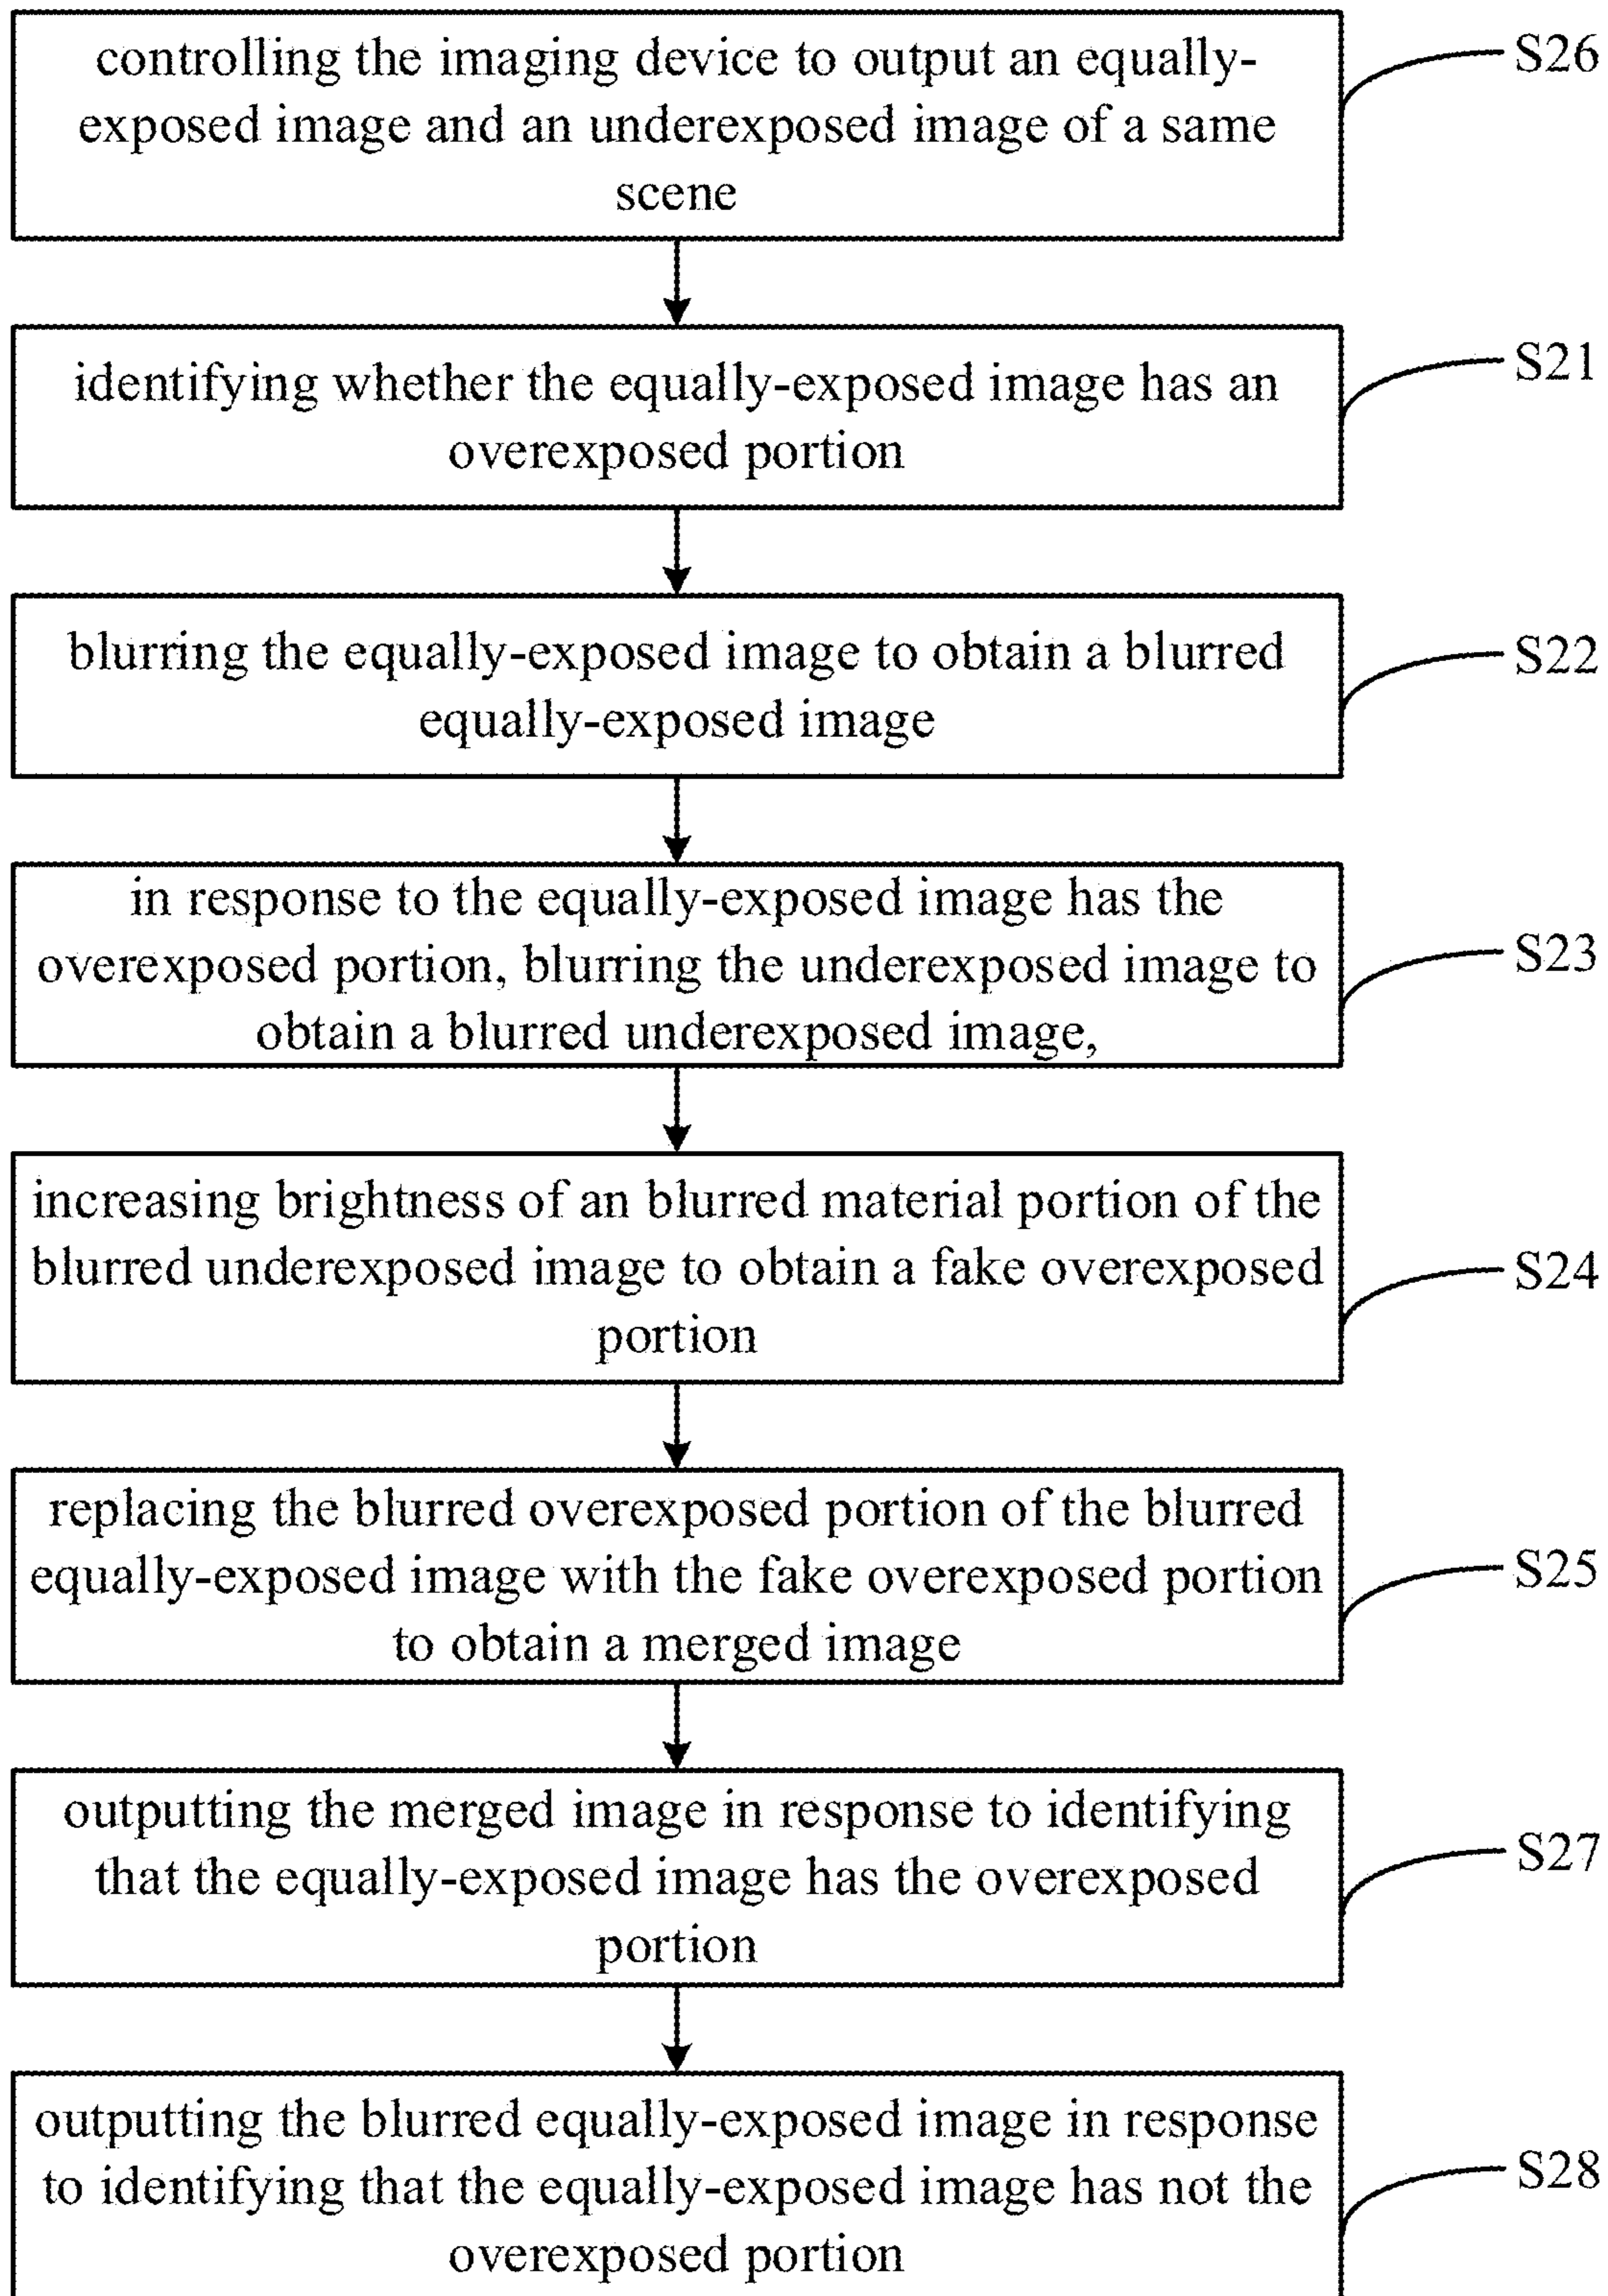 controlling the imaging device to output an equally-
exposed image and an underexposed image of a same
scene
S26
identifying whether the equally-exposed image has an
overexposed portion
S21
blurring the equally-exposed image to obtain a blurred
equally-exposed image
S22
in response to the equally-exposed image has the
overexposed portion, blurring the underexposed image to
obtain a blurred underexposed image,
S23
increasing brightness of an blurred material portion of the
blurred underexposed image to obtain a fake overexposed
portion
S24
replacing the blurred overexposed portion of the blurred
equally-exposed image with the fake overexposed portion
to obtain a merged image
S25
outputting the merged image in response to identifying
that the equally-exposed image has the overexposed
portion
S27
outputting the blurred equally-exposed image in response
to identifying that the equally-exposed image has not the
overexposed portion
S28